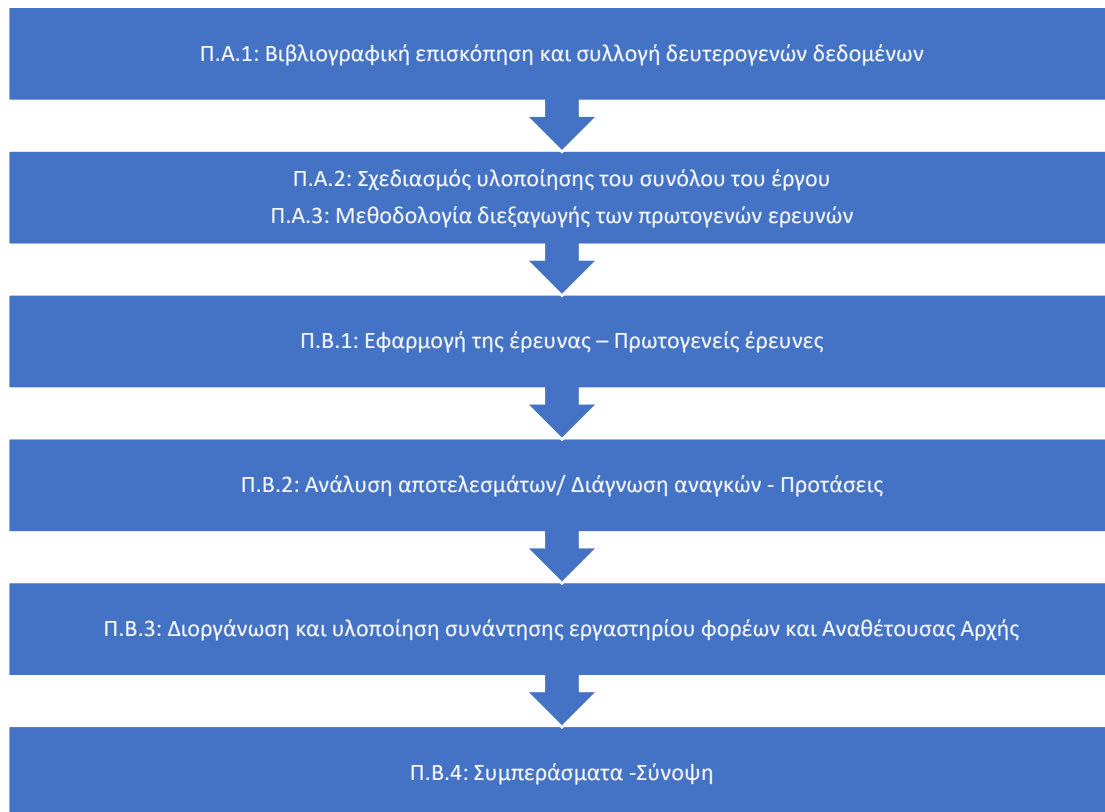 Π.Α.1: Βιβλιογραφική επισκόπηση και συλλογή δευτερογενών δεδομένων
Π.Α.2: Σχεδιασμός υλοποίησης του συνόλου του έργου
Π.Α.3: Μεθοδολογία διεξαγωγής των πρωτογενών ερευνών
Π.Β.1: Εφαρμογή της έρευνας – Πρωτογενείς έρευνες
Π.Β.2: Ανάλυση αποτελεσμάτων/ Διάγνωση αναγκών - Προτάσεις
Π.Β.3: Διοργάνωση και υλοποίηση συνάντησης εργαστηρίου φορέων και Αναθέτουσας Αρχής
Π.Β.4: Συμπεράσματα -Σύνοψη